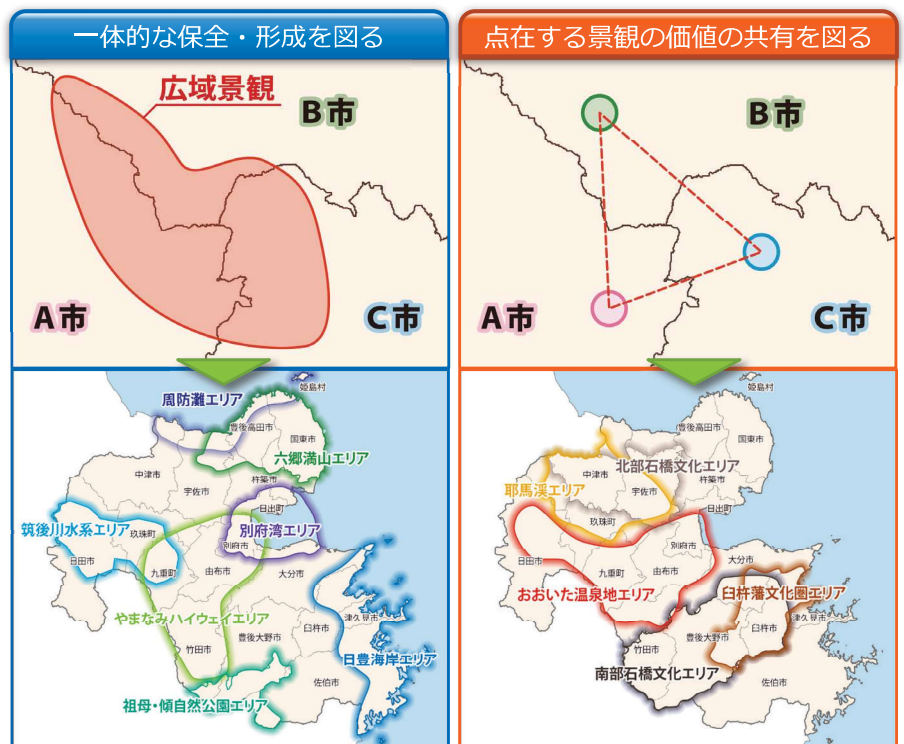 一体的な保全・形成を図る
広域景観
B市
A市
C市
周防灘エリア
姫島村
豊後高田市
国東市
六郷満山エリア
中津市
宇佐市
杵築市
日出町
筑後川水系エリア
玖珠町
別府湾エリア
別府市
日田市
九重町
由布市
大分市
やまなみハイウェイエリア
臼杵市
津久見市
豊後大野市
竹田市
日豊海岸エリア
佐伯市
祖母・傾自然公園エリア
点在する景観の価値の共有を図る
B市
A市
C市
姫島村
豊後高田市
国東市
北部石橋文化エリア
中津市
宇佐市
杵築市
耶馬渓エリア
日出町
玖珠町
別府市
日田市
九重町
由布市
大分市
おおいた温泉地エリア
臼杵藩文化圏エリア
津久見市
臼杵市
豊後大野市
竹田市
南部石橋文化エリア
佐伯市